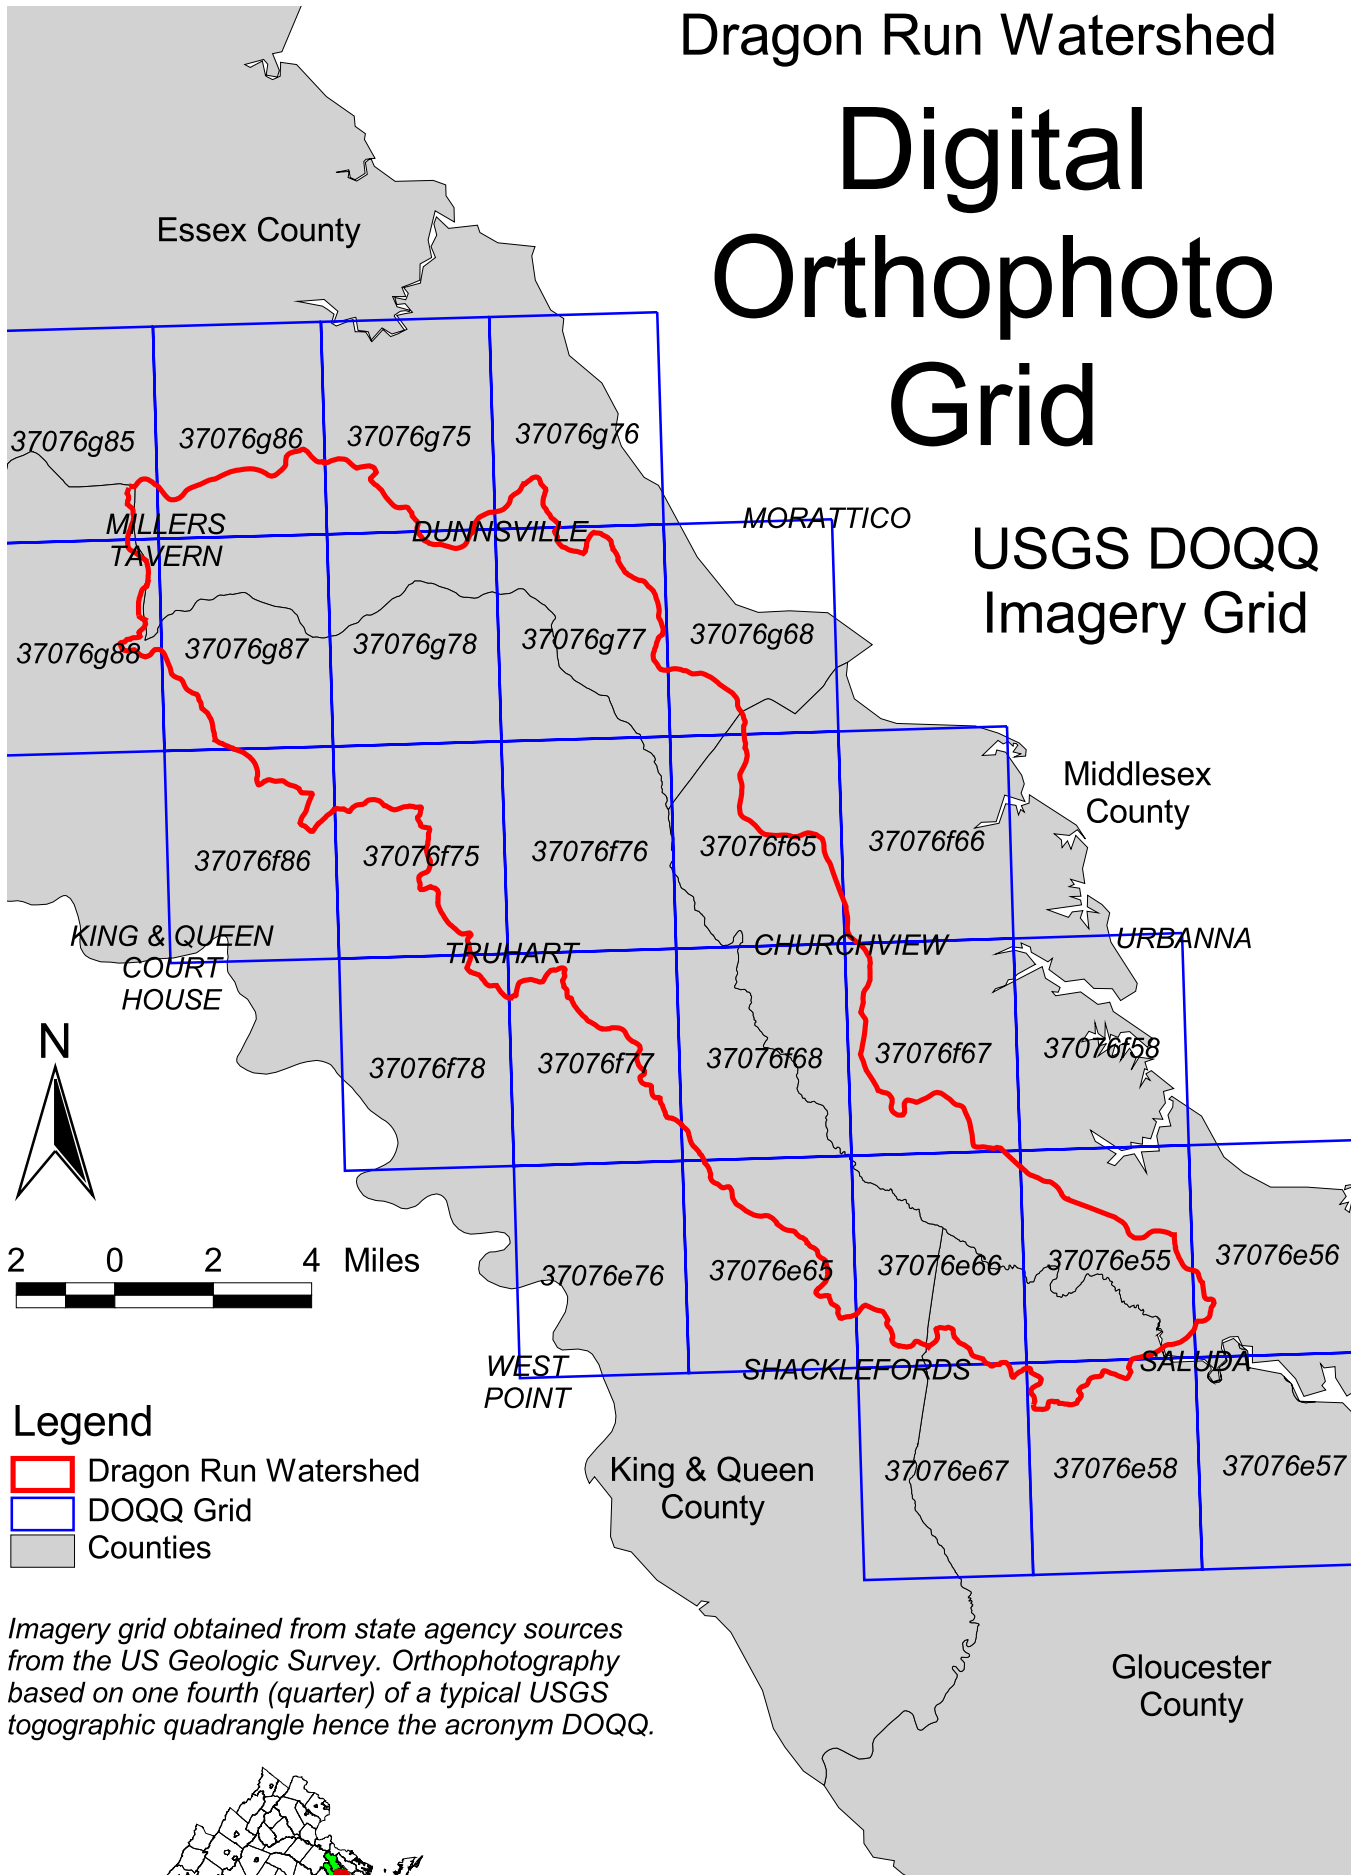 Dragon Run Watershed
Digital
Orthophoto
Grid
USGS DOQQ
Imagery Grid
Essex County
37076g85
37076g86
37076g75
37076g76
MILLERS
TAVERN
DUNNSVILLE
MORATTICO
37076g88
37076g87
37076g78
37076g77
37076g68
Middlesex
County
37076f86
37076f75
37076f76
37076f65
37076f66
KING & QUEEN
COURT
HOUSE
TRUHART
CHURCHVIEW
URBANNA
N
37076f78
37076f77
37076f68
37076f67
37076f58
2 0 2 4 Miles
37076e76
37076e65
37076e66
37076e55
37076e56
WEST
POINT
SHACKLEFORDS
SALUDA
Legend
Dragon Run Watershed
DOQQ Grid
Counties
King & Queen
County
37076e67
37076e58
37076e57
Imagery grid obtained from state agency sources
from the US Geologic Survey. Orthophotography
based on one fourth (quarter) of a typical USGS
togographic quadrangle hence the acronym DOQQ.
Gloucester
County